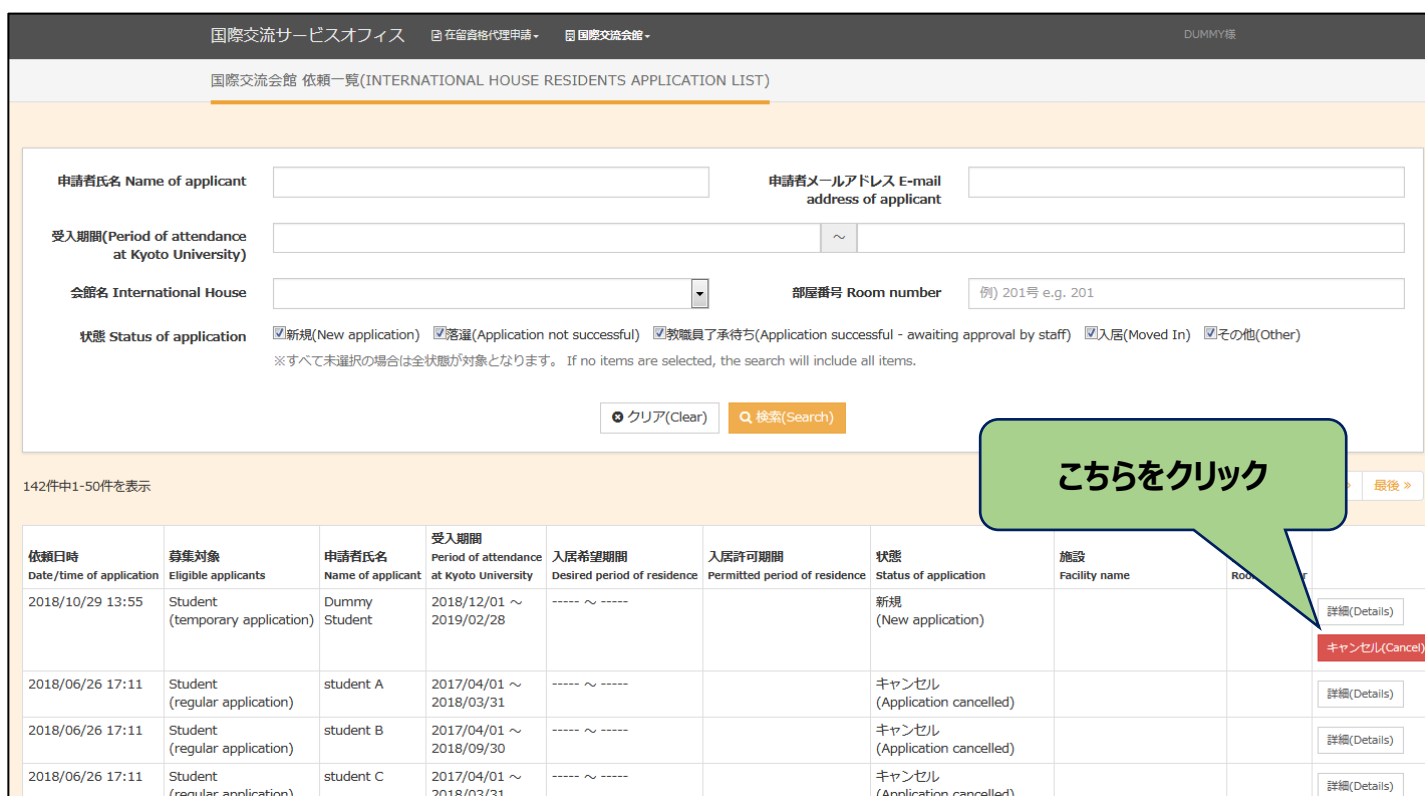 国際交流サービスオフィス 在留資格代理申請 国際交流会館 DUMMY様
国際交流会館 依頼一覧(INTERNATIONAL HOUSE RESIDENTS APPLICATION LIST)
申請者氏名 Name of applicant
申請者メールアドレス E-mail
address of applicant
受入期間(Period of attendance
at Kyoto University)
～
会館名 International House
部屋番号 Room number 例) 201号 e.g. 201
状態 Status of application 新規(New application) 落選(Application not successful) 教職員了承待ち(Application successful - awaiting approval by staff) 入居(Moved In) その他(Other)
※すべて未選択の場合は全状態が対象となります。 If no items are selected, the search will include all items.
クリア(Clear) 検索(Search)
こちらをクリック
142件中1-50件を表示
最後 »
依頼日時
Date/time of application
募集対象
Eligible applicants
申請者氏名
Name of applicant
受入期間
Period of attendance
at Kyoto University
入居希望期間
Desired period of residence
入居許可期間
Permitted period of residence
状態
Status of application
施設
Facility name
2018/10/29 13:55
Student
(temporary application)
Dummy
Student
2018/12/01 ～
2019/02/28
----- ～ -----
新規
(New application)
詳細(Details)
キャンセル(Cancel)
2018/06/26 17:11
Student
(regular application)
student A
2017/04/01 ～
2018/03/31
----- ～ -----
キャンセル
(Application cancelled)
詳細(Details)
2018/06/26 17:11
Student
(regular application)
student B
2017/04/01 ～
2018/09/30
----- ～ -----
キャンセル
(Application cancelled)
詳細(Details)
2018/06/26 17:11
Student
(regular application)
student C
2017/04/01 ～
2018/03/31
----- ～ -----
キャンセル
(Application cancelled)
詳細(Details)